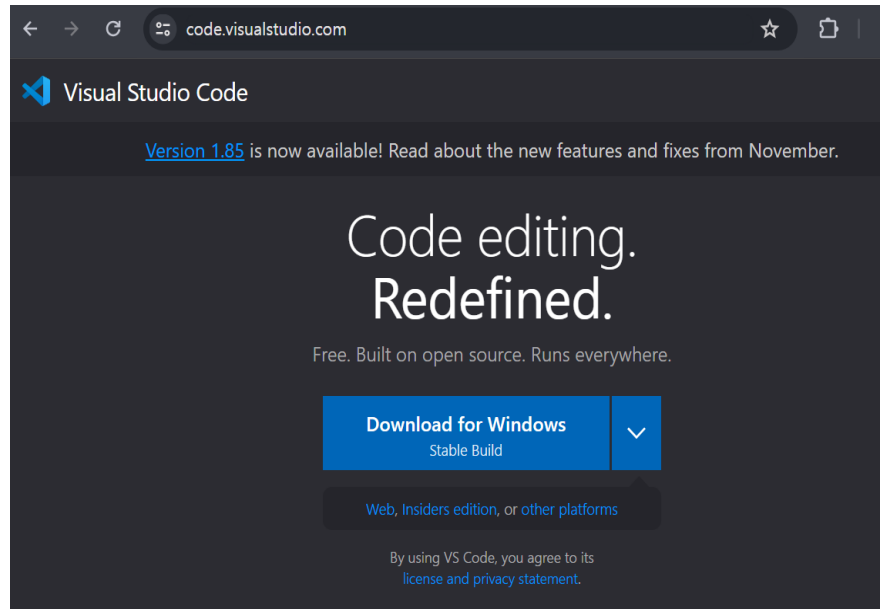 code.visualstudio.com
Visual Studio Code
Version 1.85 is now available! Read about the new features and fixes from November.
Code editing.
Redefined.
Free. Built on open source. Runs everywhere.
Download for Windows
Stable Build
Web, Insiders edition, or other platforms
By using VS Code, you agree to its
license and privacy statement.